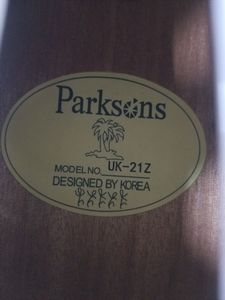 Parksons
MODEL NO. UK-21Z
DESIGNED BY KOREA